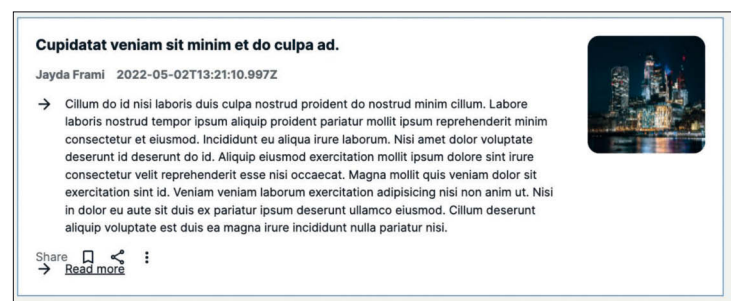 Cupidatat veniam sit minim et do culpa ad.
Jayda Frami 2022-05-02T13:21:10.997Z
Cillum do id nisi laboris duis culpa nostrud proident do nostrud minim cillum. Labore
laboris nostrud tempor ipsum aliquip proident pariatur mollit ipsum reprehenderit minim
consectetur et eiusmod. Incididunt eu aliqua irure laborum. Nisi amet dolor voluptate
deserunt id deserunt do id. Aliquip eiusmod exercitation mollit ipsum dolore sint irure
consectetur velit reprehenderit esse nisi occaecat. Magna mollit quis veniam dolor sit
exercitation sint id. Veniam veniam laborum exercitation adipisicing nisi non anim ut. Nisi
in dolor eu aute sit duis ex pariatur ipsum deserunt ullamco eiusmod. Cillum deserunt
aliquip voluptate est duis ea magna irure incididunt nulla pariatur nisi.
Share
Read more